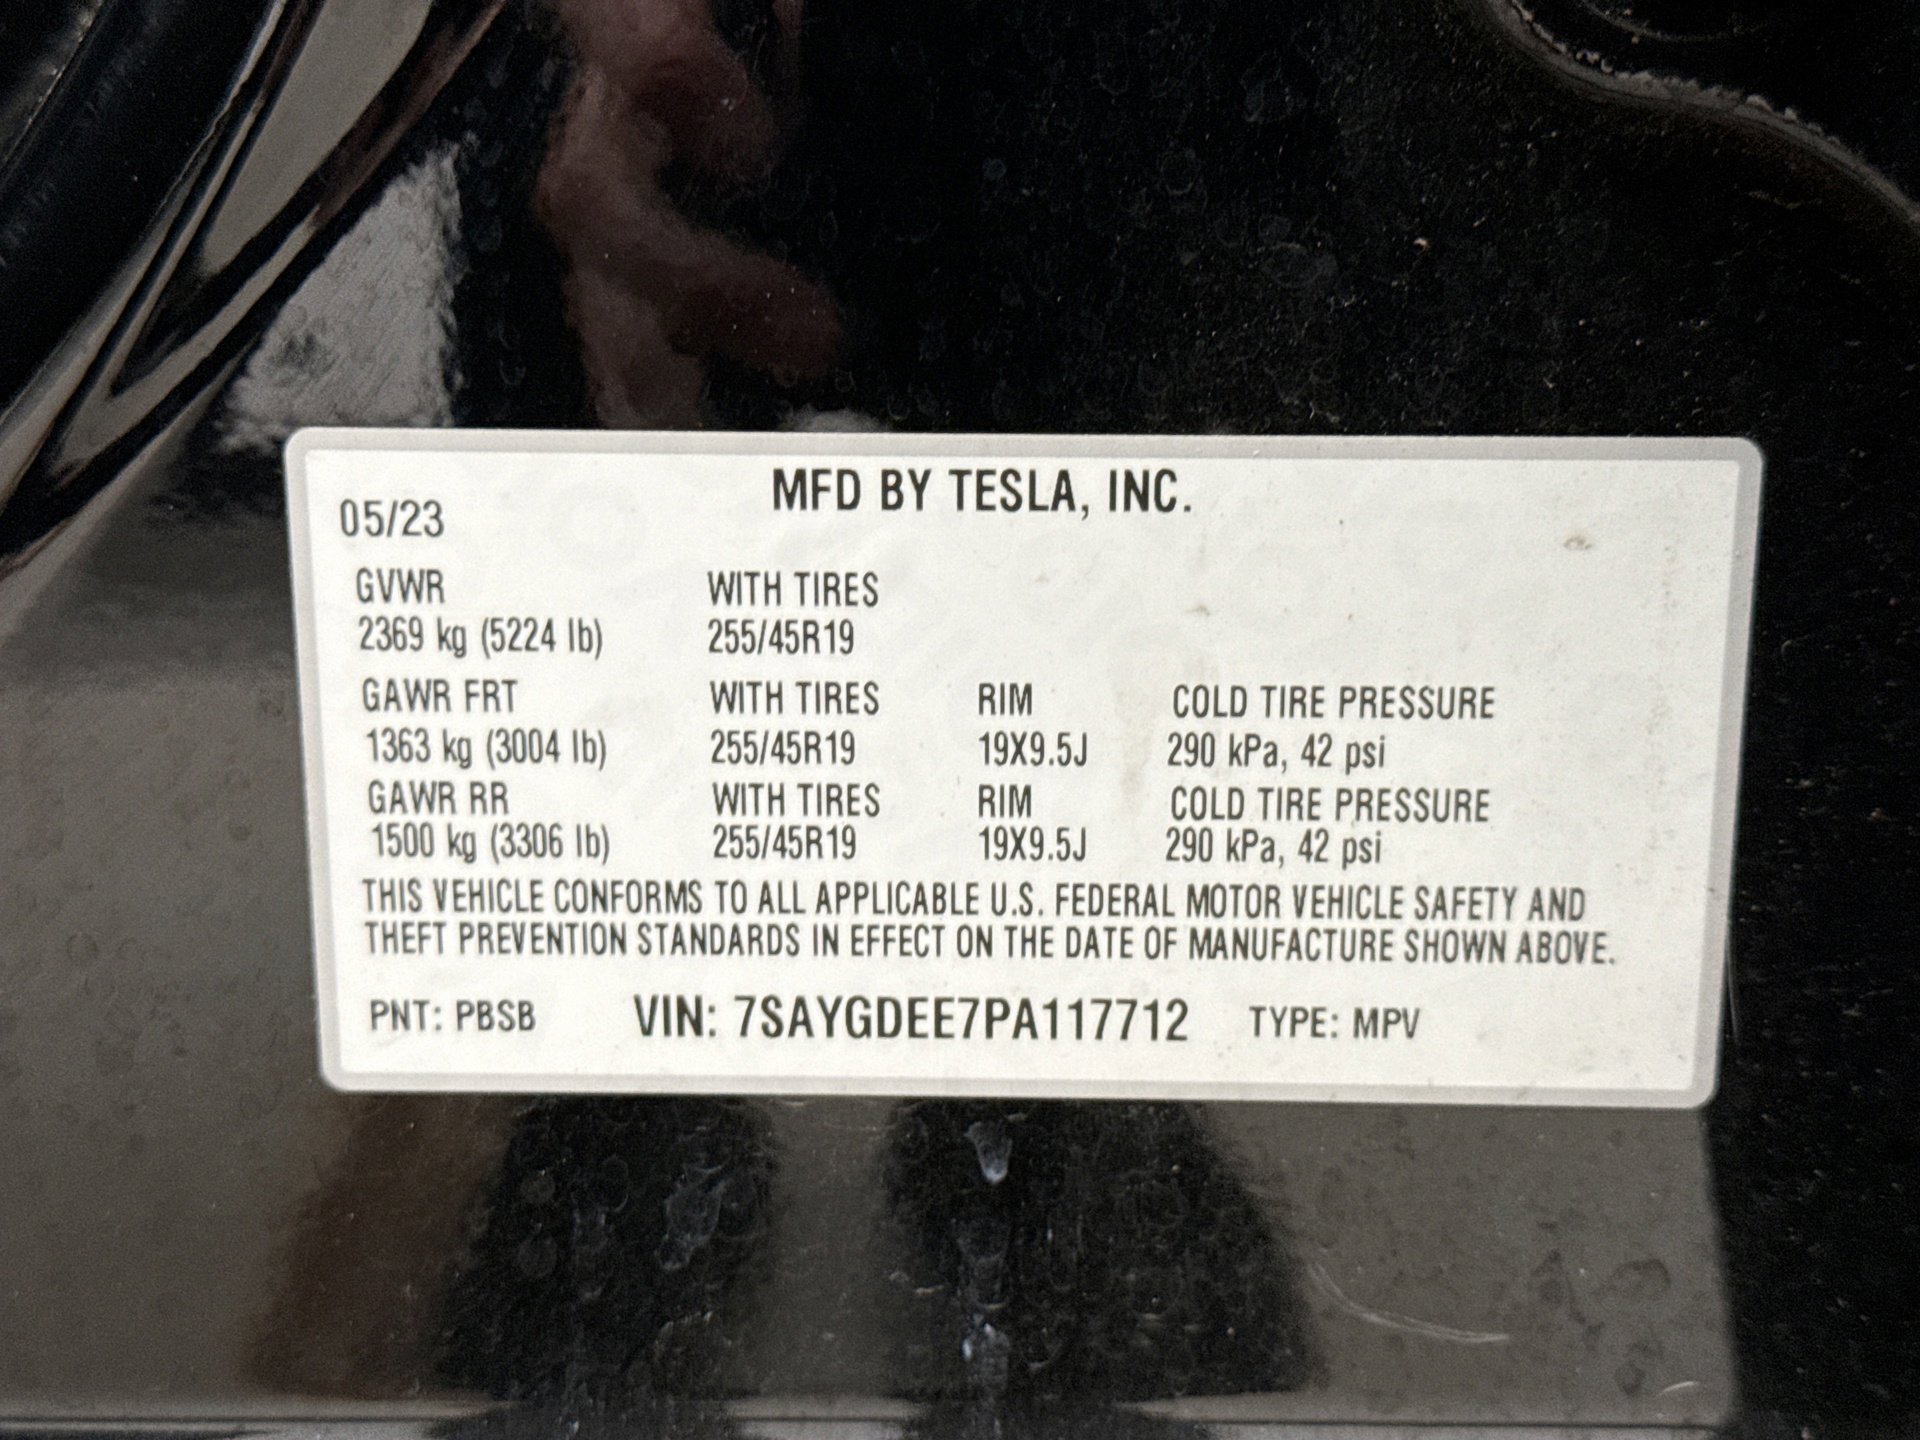 MFD BY TESLA, INC.
05/23
GVWR WITH TIRES
2369 kg (5224 lb) 255/45R19
GAWR FRT WITH TIRES RIM COLD TIRE PRESSURE
1363 kg (3004 lb) 255/45R19 19X9.5J 290 kPa, 42 psi
GAWR RR WITH TIRES RIM COLD TIRE PRESSURE
1500 kg (3306 lb) 255/45R19 19X9.5J 290 kPa, 42 psi
THIS VEHICLE CONFORMS TO ALL APPLICABLE U.S. FEDERAL MOTOR VEHICLE SAFETY AND
THEFT PREVENTION STANDARDS IN EFFECT ON THE DATE OF MANUFACTURE SHOWN ABOVE.
PNT: PBSB VIN: 7SAYGDEE7PA117712 TYPE: MPV